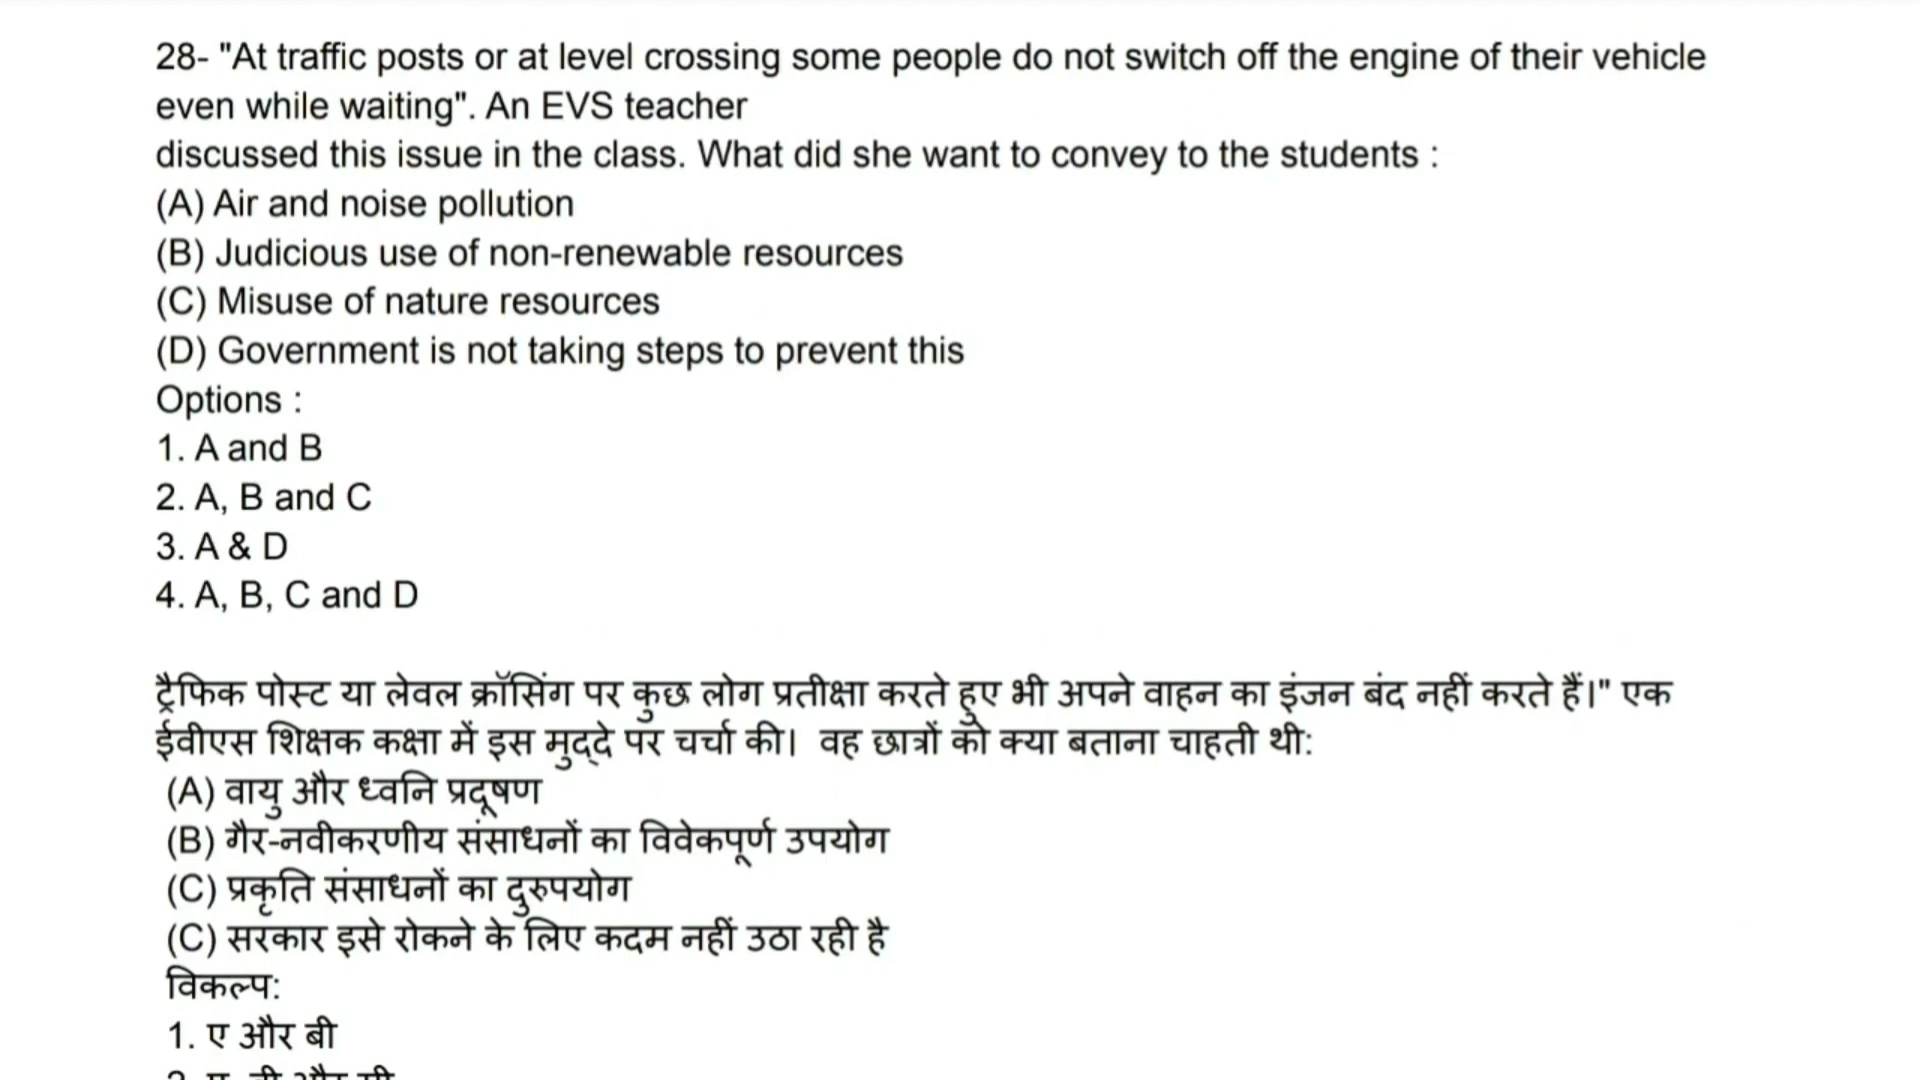 28- "At traffic posts or at level crossing some people do not switch off the engine of their vehicle
even while waiting". An EVS teacher
discussed this issue in the class. What did she want to convey to the students :
(A) Air and noise pollution
(B) Judicious use of non-renewable resources
(C) Misuse of nature resources
(D) Government is not taking steps to prevent this
Options :
1. A and B
2. A, B and C
3. A & D
4. A, B, C and D
ट्रैफिक पोस्ट या लेवल क्रॉसिंग पर कुछ लोग प्रतीक्षा करते हुए भी अपने वाहन का इंजन बंद नहीं करते हैं।" एक
ईवीएस शिक्षक कक्षा में इस मुद्दे पर चर्चा की। वह छात्रों को क्या बताना चाहती थी:
(A) वायु और ध्वनि प्रदूषण
(B) गैर-नवीकरणीय संसाधनों का विवेकपूर्ण उपयोग
(C) प्रकृति संसाधनों का दुरुपयोग
(C) सरकार इसे रोकने के लिए कदम नहीं उठा रही है
विकल्प:
1. ए और बी